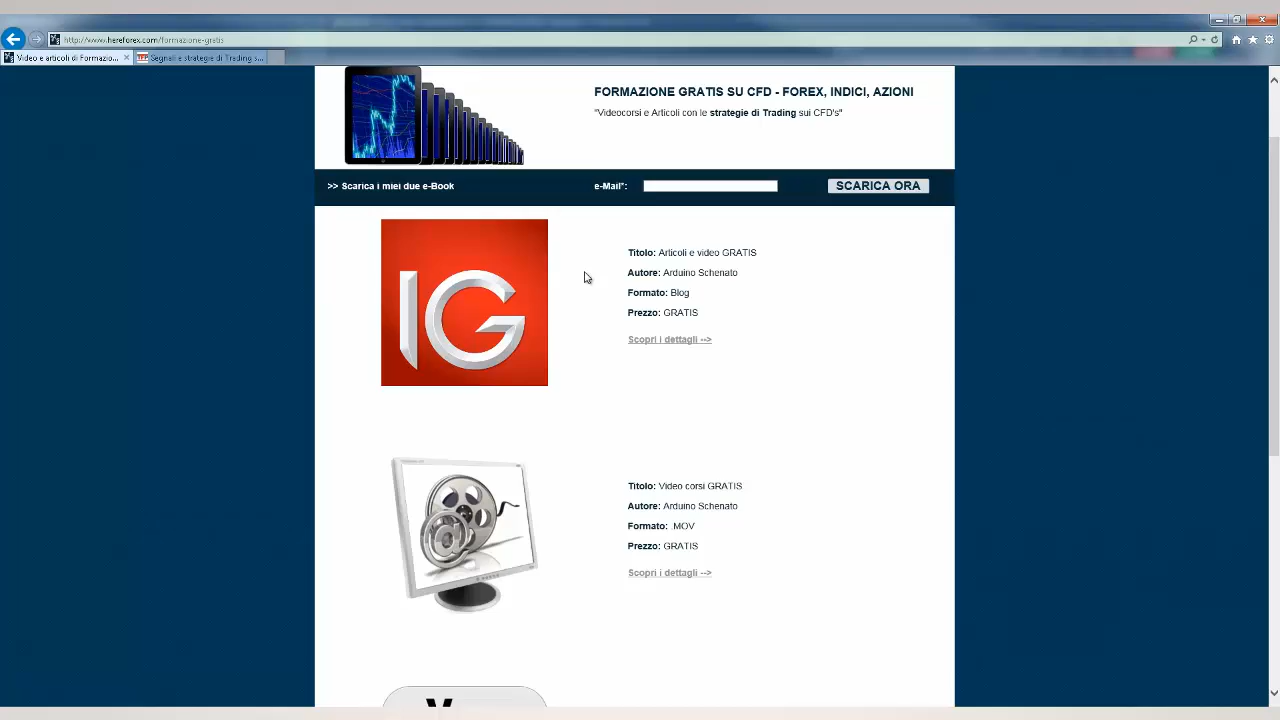 http://www.hereforex.com/formazione-gratis
Video e articoli di Formazio...
Segnali e strategie di Trading s...
FORMAZIONE GRATIS SU CFD - FOREX, INDICI, AZIONI
"Videocorsi e Articoli con le strategie di Trading sui CFD's"
>> Scarica i miei due e-Book
e-Mail*:
SCARICA ORA
IG
Titolo: Articoli e video GRATIS
Autore: Arduino Schenato
Formato: Blog
Prezzo: GRATIS
Scopri i dettagli -->
@
Titolo: Video corsi GRATIS
Autore: Arduino Schenato
Formato: .MOV
Prezzo: GRATIS
Scopri i dettagli -->